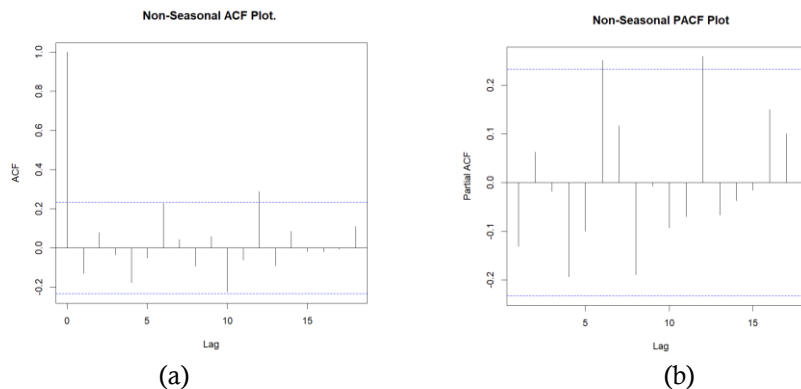 Non-Seasonal ACF Plot.
ACF
1.0
0.8
0.6
0.4
0.2
0.0
-0.2
0
5
10
15
Lag
(a)
Non-Seasonal PACF Plot
Partial ACF
0.2
0.1
0.0
-0.1
-0.2
5
10
15
Lag
(b)